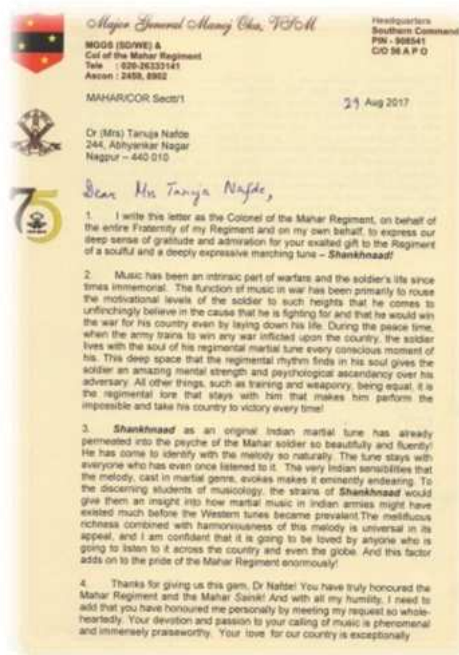 Major General Manoj Oka, VSM
MGGS (SD/WE) &
Col of the Mahar Regiment
Tele : 020-26333141
Ascon : 2459, 8902
Headquarters
Southern Command
PIN - 908541
C/O 56 A P O
MAHAR/COR Sectt/1
29 Aug 2017
Dr (Mrs) Tanuja Nafde
244, Abhyankar Nagar
Nagpur – 440 010
75
Dear Mrs Tanuja Nafde,
1. I write this letter as the Colonel of the Mahar Regiment, on behalf of
the entire Fraternity of my Regiment and on my own behalf, to express our
deep sense of gratitude and admiration for your exalted gift to the Regiment
of a soulful and a deeply expressive marching tune – Shankhnaad!
2. Music has been an intrinsic part of warfare and the soldier's life since
times immemorial. The function of music in war has been primarily to rouse
the motivational levels of the soldier to such heights that he comes to
unflinchingly believe in the cause that he is fighting for and that he would win
the war for his country even by laying down his life. During the peace time,
when the army trains to win any war inflicted upon the country, the soldier
lives with the soul of his regimental martial tune every conscious moment of
his. This deep space that the regimental rhythm finds in his soul gives the
soldier an amazing mental strength and psychological ascendancy over his
adversary. All other things, such as training and weaponry, being equal, it is
the regimental lore that stays with him that makes him perform the
impossible and take his country to victory every time!
3. Shankhnaad as an original Indian martial tune has already
permeated into the psyche of the Mahar soldier so beautifully and fluently!
He has come to identify with the melody so naturally. The tune stays with
everyone who has even once listened to it. The very Indian sensibilities that
the melody, cast in martial genre, evokes makes it eminently endearing. To
the discerning students of musicology, the strains of Shankhnaad would
give them an insight into how martial music in Indian armies might have
existed much before the Western tunes became prevalent. The mellifluous
richness combined with harmoniousness of this melody is universal in its
appeal, and I am confident that it is going to be loved by anyone who is
going to listen to it across the country and even the globe. And this factor
adds on to the pride of the Mahar Regiment enormously!
4. Thanks for giving us this gem, Dr Nafde! You have truly honoured the
Mahar Regiment and the Mahar Sainik! And with all my humility, I need to
add that you have honoured me personally by meeting my request so whole-
heartedly. Your devotion and passion to your calling of music is phenomenal
and immensely praiseworthy. Your love for our country is exceptionally